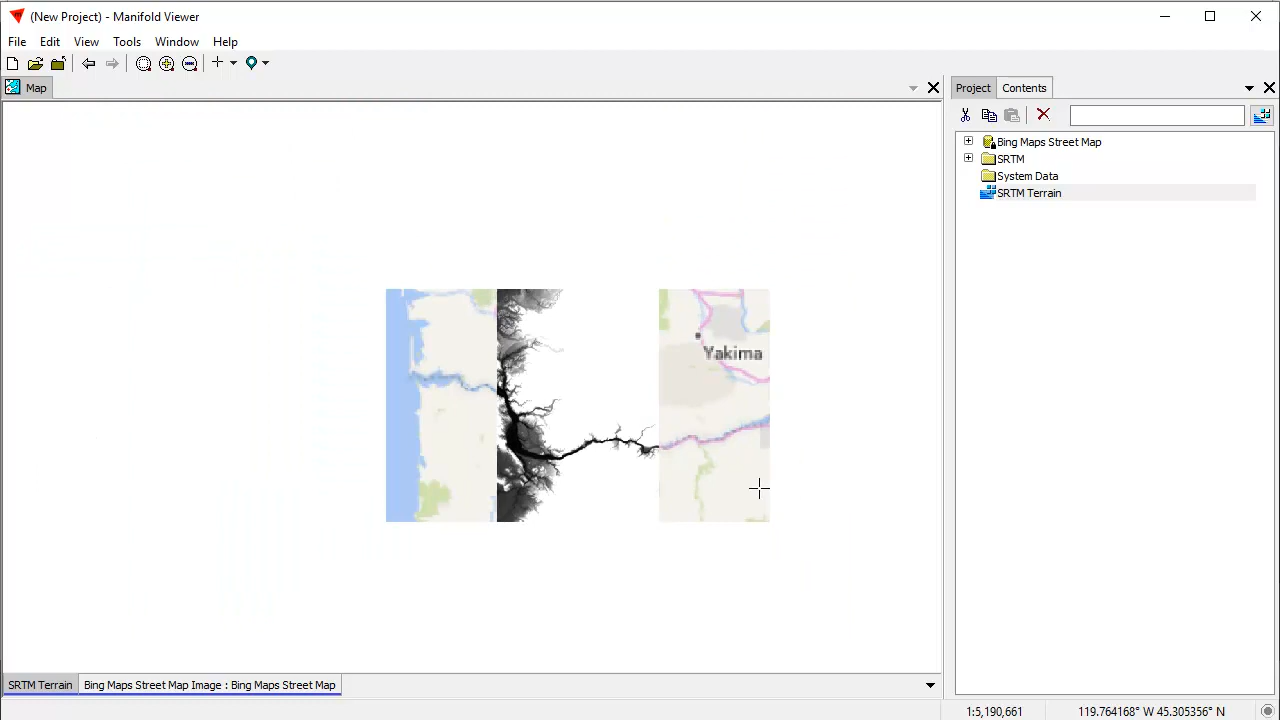 (New Project) - Manifold Viewer
File Edit View Tools Window Help
Map
Project Contents
Bing Maps Street Map
SRTM
System Data
SRTM Terrain
Yakima
SRTM Terrain Bing Maps Street Map Image : Bing Maps Street Map
1:5,190,661 119.764168° W 45.305356° N